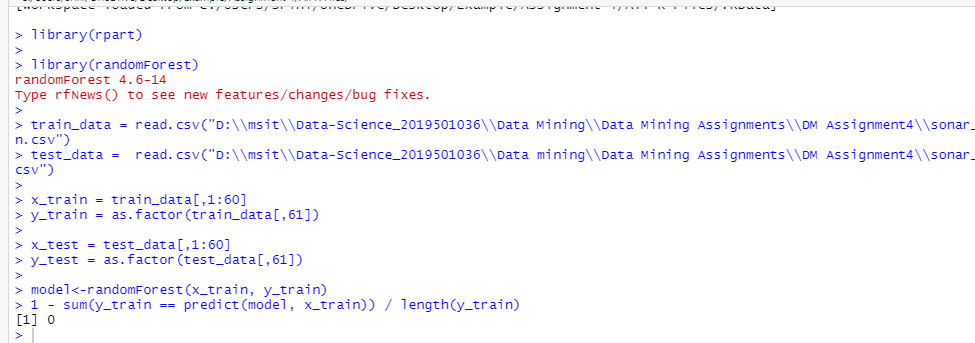 > library(rpart)
>
> library(randomForest)
randomForest 4.6-14
Type rfNews() to see new features/changes/bug fixes.
>
> train_data = read.csv("D:\\msit\\Data-Science_2019501036\\Data Mining\\Data Mining Assignments\\DM Assignment4\\sonar_
n.csv")
> test_data =  read.csv("D:\\msit\\Data-Science_2019501036\\Data mining\\Data Mining Assignments\\DM Assignment4\\sonar_
csv")
>
> x_train = train_data[,1:60]
> y_train = as.factor(train_data[,61])
>
> x_test = test_data[,1:60]
> y_test = as.factor(test_data[,61])
>
> model<-randomForest(x_train, y_train)
> 1 - sum(y_train == predict(model, x_train)) / length(y_train)
[1] 0
>